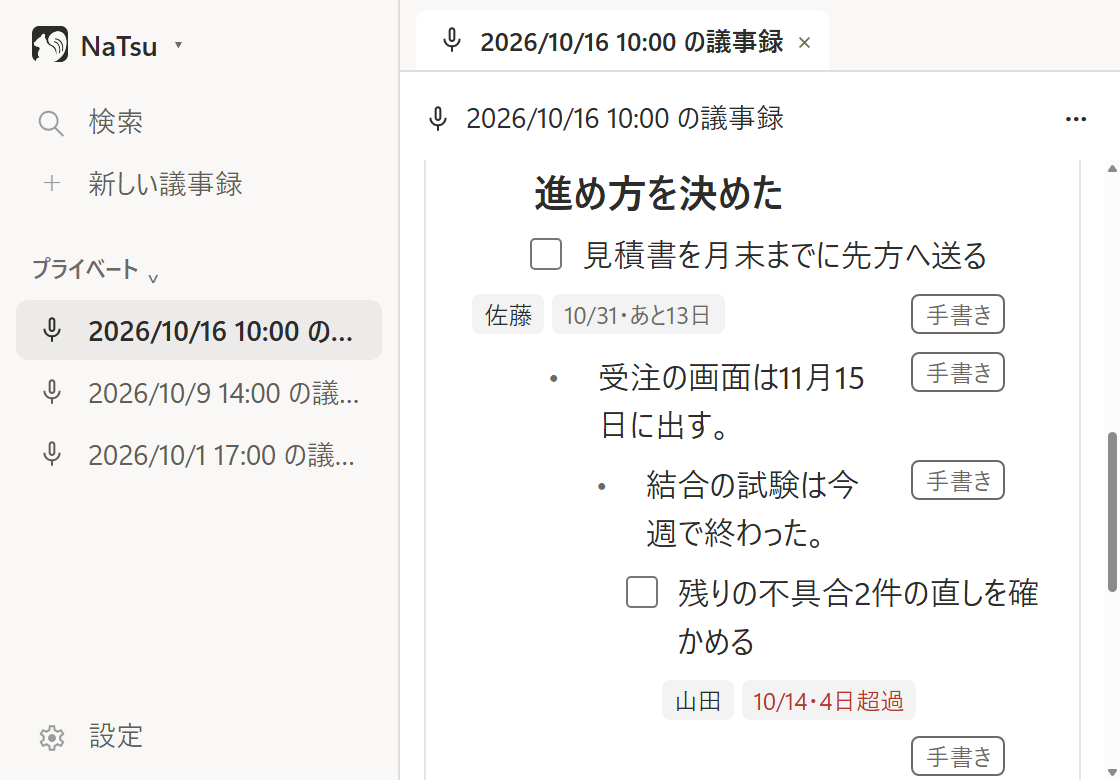 NaTsu
検索
新しい議事録
プライベート
2026/10/16 10:00 の...
2026/10/9 14:00 の議...
2026/10/1 17:00 の議...
設定
2026/10/16 10:00 の議事録
2026/10/16 10:00 の議事録
進め方を決めた
見積書を月末までに先方へ送る
佐藤 10/31・あと13日 手書き
受注の画面は11月15 手書き
日に出す。
結合の試験は今 手書き
週で終わった。
残りの不具合2件の直しを確
かめる
山田 10/14・4日超過
手書き